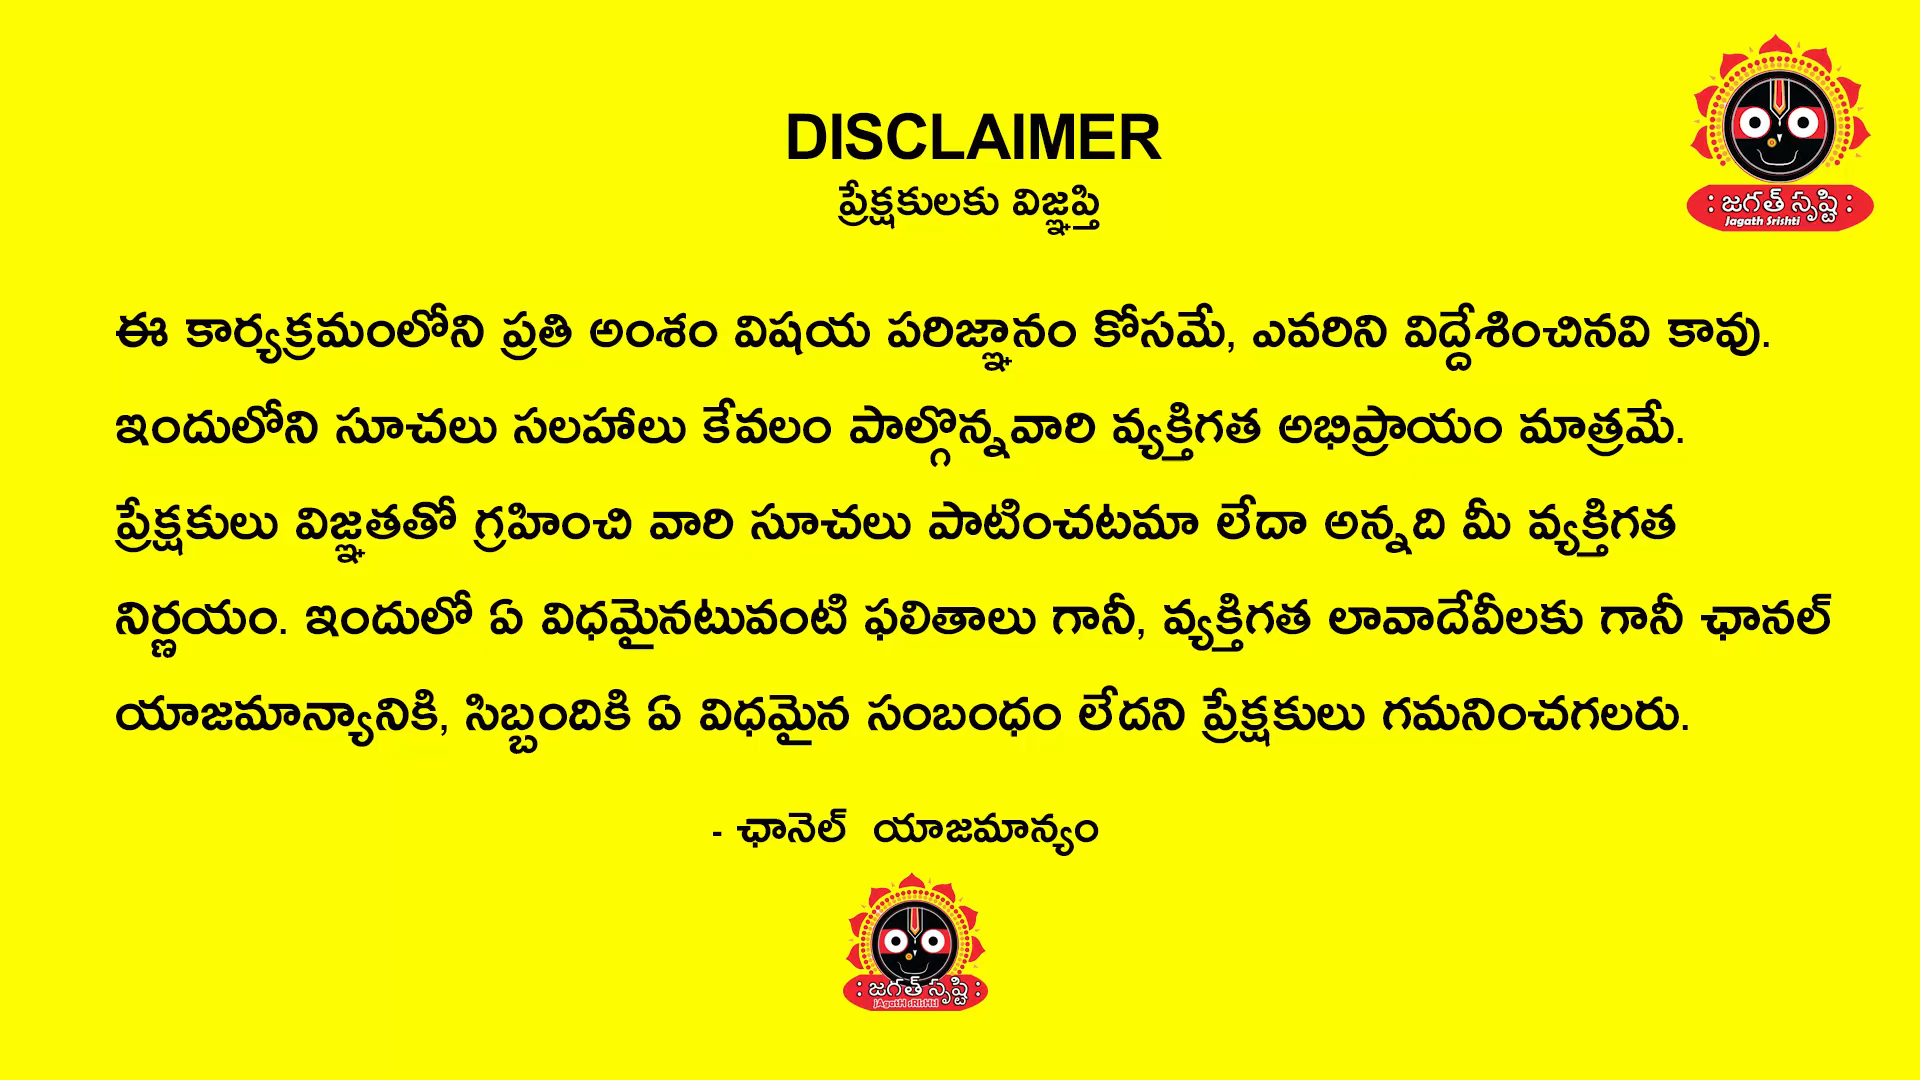 DISCLAIMER
ప్రేక్షకులకు విజ్ఞప్తి
: జగత్ సృష్టి :
Jagath Srishti
ఈ కార్యక్రమంలోని ప్రతి అంశం విషయ పరిజ్ఞానం కోసమే, ఎవరిని విద్దేశించినవి కావు.
ఇందులోని సూచలు సలహాలు కేవలం పాల్గొన్నవారి వ్యక్తిగత అభిప్రాయం మాత్రమే.
ప్రేక్షకులు విజ్ఞతతో గ్రహించి వారి సూచలు పాటించటమా లేదా అన్నది మీ వ్యక్తిగత
నిర్ణయం. ఇందులో ఏ విధమైనటువంటి ఫలితాలు గానీ, వ్యక్తిగత లావాదేవీలకు గానీ ఛానల్
యాజమాన్యానికి, సిబ్బందికి ఏ విధమైన సంబంధం లేదని ప్రేక్షకులు గమనించగలరు.
- ఛానెల్ యాజమాన్యం
: జగత్ సృష్టి :
jAgatH sRIsHtI